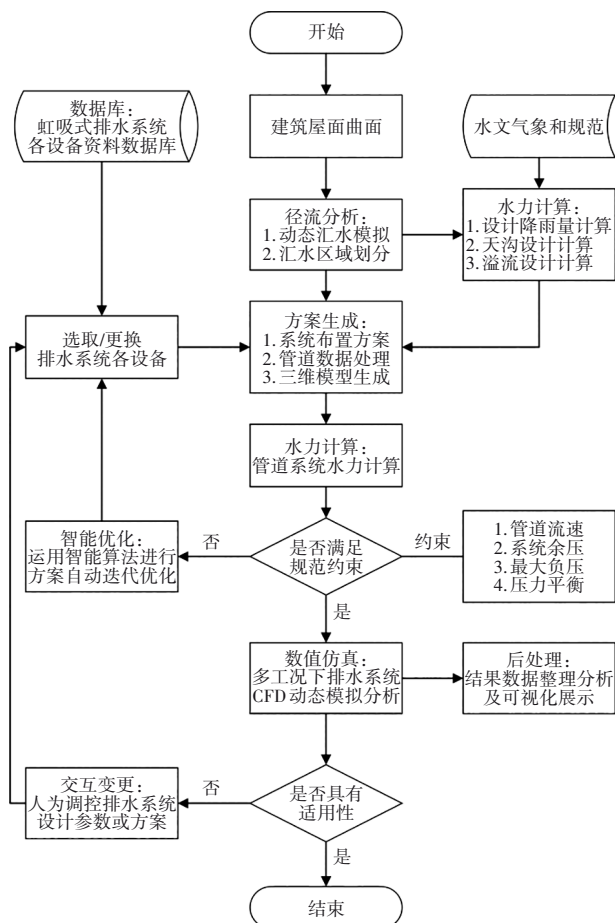 开始
数据库：
虹吸式排水系统
各设备资料数据库
建筑屋面曲面
水文气象和规范
径流分析：
1.动态汇水模拟
2.汇水区域划分
水力计算：
1.设计降雨量计算
2.天沟设计计算
3.溢流设计计算
选取/更换
排水系统各设备
方案生成：
1.系统布置方案
2.管道数据处理
3.三维模型生成
水力计算：
管道系统水力计算
智能优化：
运用智能算法进行
方案自动迭代优化
否
是否满足
规范约束
约束
1.管道流速
2.系统余压
3.最大负压
4.压力平衡
是
数值仿真：
多工况下排水系统
CFD动态模拟分析
后处理：
结果数据整理分析
及可视化展示
交互变更：
人为调控排水系统
设计参数或方案
否
是否具有
适用性
是
结束